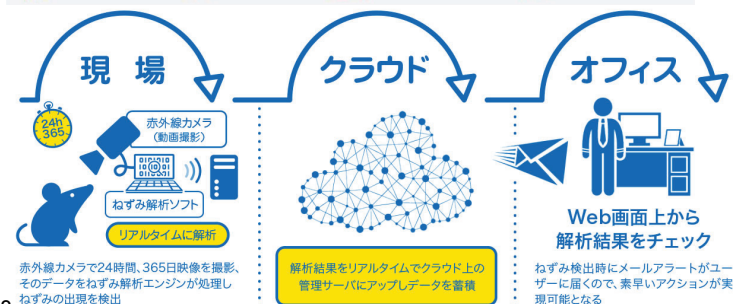 現場
24h
365
赤外線カメラ
(動画撮影)
ねずみ解析ソフト
リアルタイムに解析
赤外線カメラで24時間、365日映像を撮影、
そのデータをねずみ解析エンジンが処理し
ねずみの出現を検出
クラウド
解析結果をリアルタイムでクラウド上の
管理サーバにアップしデータを蓄積
オフィス
Web画面上から
解析結果をチェック
ねずみ検出時にメールアラートがユー
ザーに届くので、素早いアクションが実
現可能となる